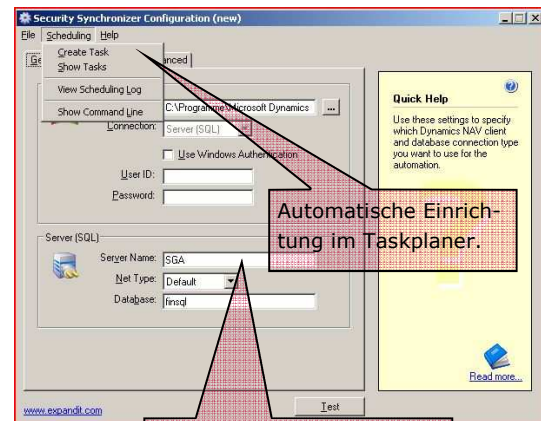 Security Synchronizer Configuration (new)
File Scheduling Help
Create Task
Show Tasks
View Scheduling Log
Show Command Line
Ge
anced
C:\Programme\Microsoft Dynamics ...
Connection: Server (SQL)
Use Windows Authentication
User ID:
Password:
Server (SQL)
Server Name: SGA
Net Type: Default
Database: finsql
Test
www.expandit.com
Quick Help
Use these settings to specify
which Dynamics NAV client
and database connection type
you want to use for the
automation.
Read more...
Automatische Einrich-
tung im Taskplaner.